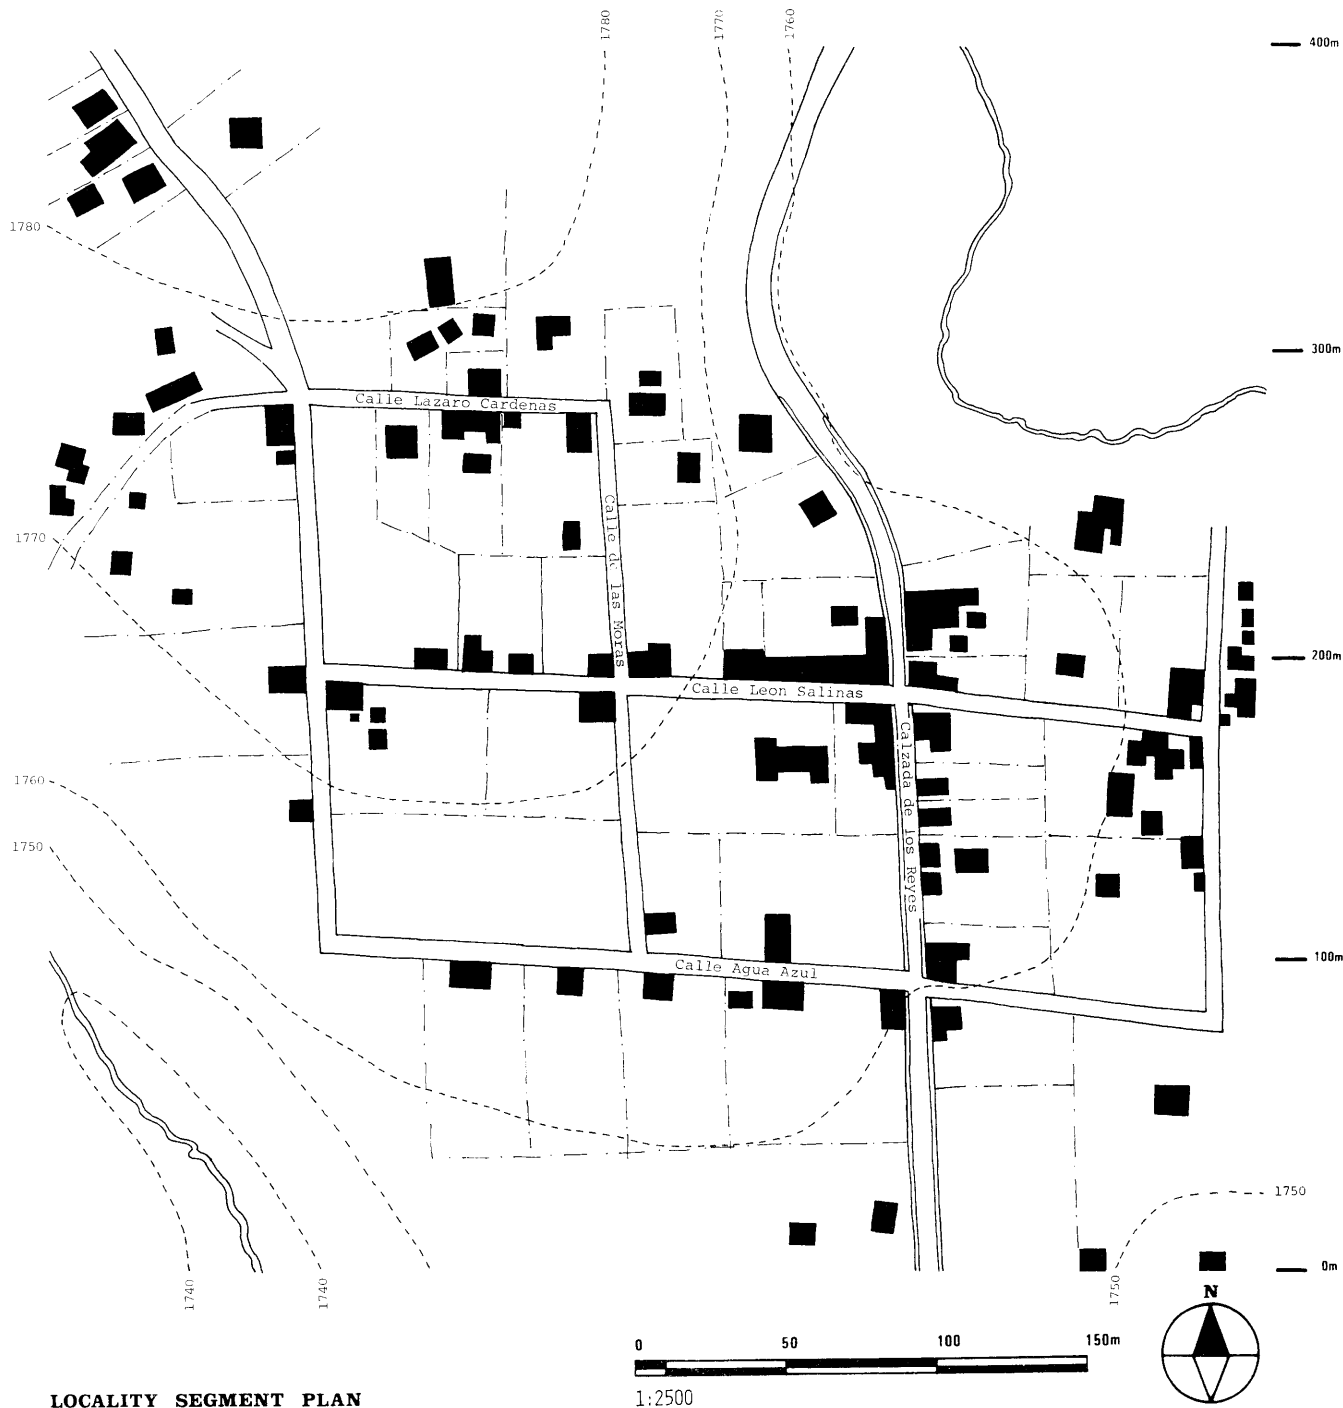 1780
1770
1760
400m
1780
300m
Calle Lazaro Cardenas
Calle de las Moras
1770
200m
Calle Leon Salinas
Calzada de los Reyes
1760
1750
Calle Agua Azul
100m
1750
0m
1740
1740
1750
N
0 50 100 150m
1:2500
LOCALITY SEGMENT PLAN